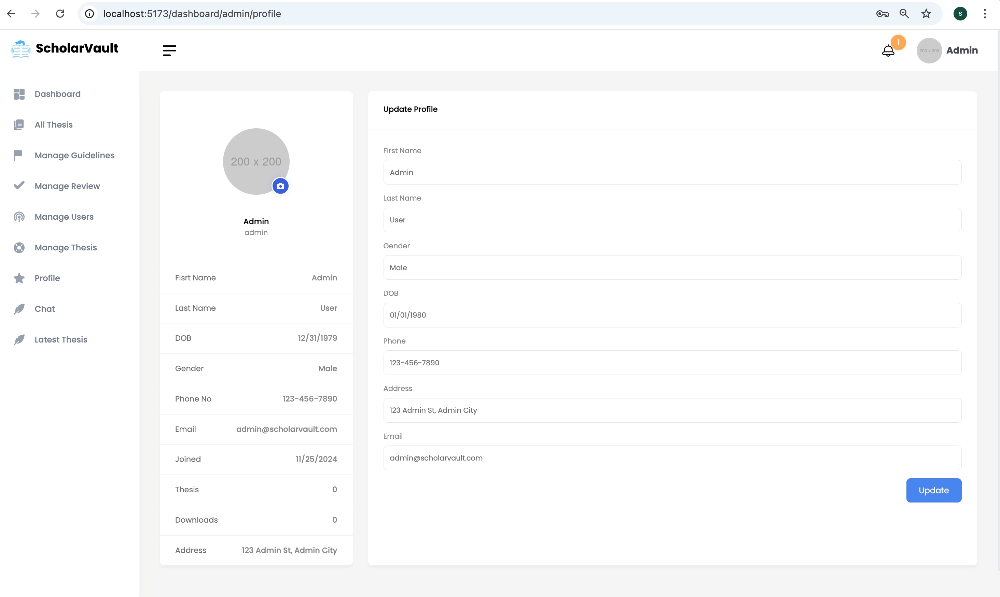 localhost:5173/dashboard/admin/profile
S
ScholarVault
1
200 x 200
Admin
Dashboard
All Thesis
Manage Guidelines
Manage Review
Manage Users
Manage Thesis
Profile
Chat
Latest Thesis
200 x 200
Admin
admin
Fisrt Name Admin
Last Name User
DOB 12/31/1979
Gender Male
Phone No 123-456-7890
Email admin@scholarvault.com
Joined 11/25/2024
Thesis 0
Downloads 0
Address 123 Admin St, Admin City
Update Profile
First Name
Admin
Last Name
User
Gender
Male
DOB
01/01/1980
Phone
123-456-7890
Address
123 Admin St, Admin City
Email
admin@scholarvault.com
Update